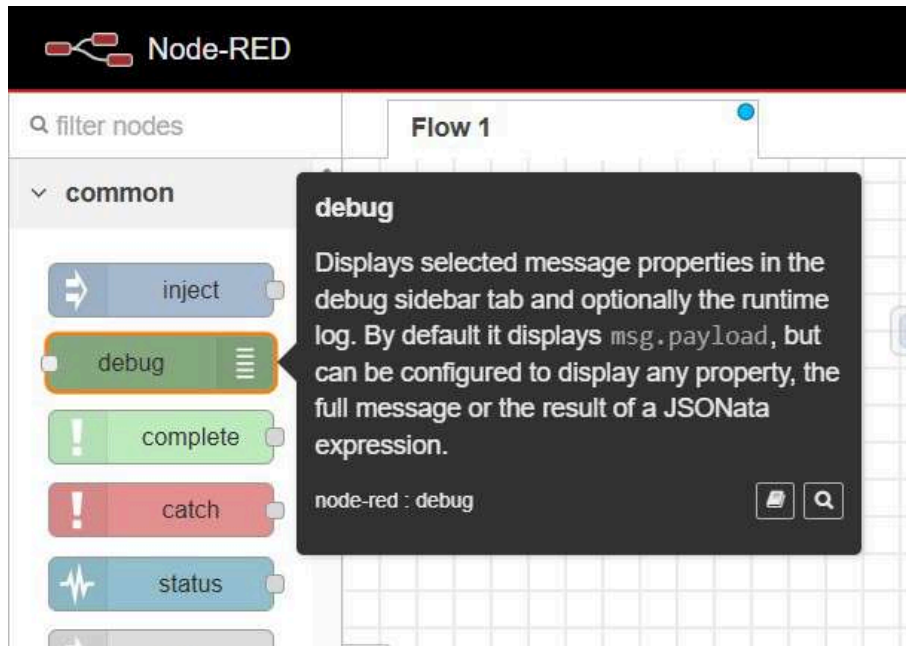 Node-RED
filter nodes
Flow 1
common
inject
debug
complete
catch
status
debug
Displays selected message properties in the
debug sidebar tab and optionally the runtime
log. By default it displays msg.payload, but
can be configured to display any property, the
full message or the result of a JSONata
expression.
node-red : debug